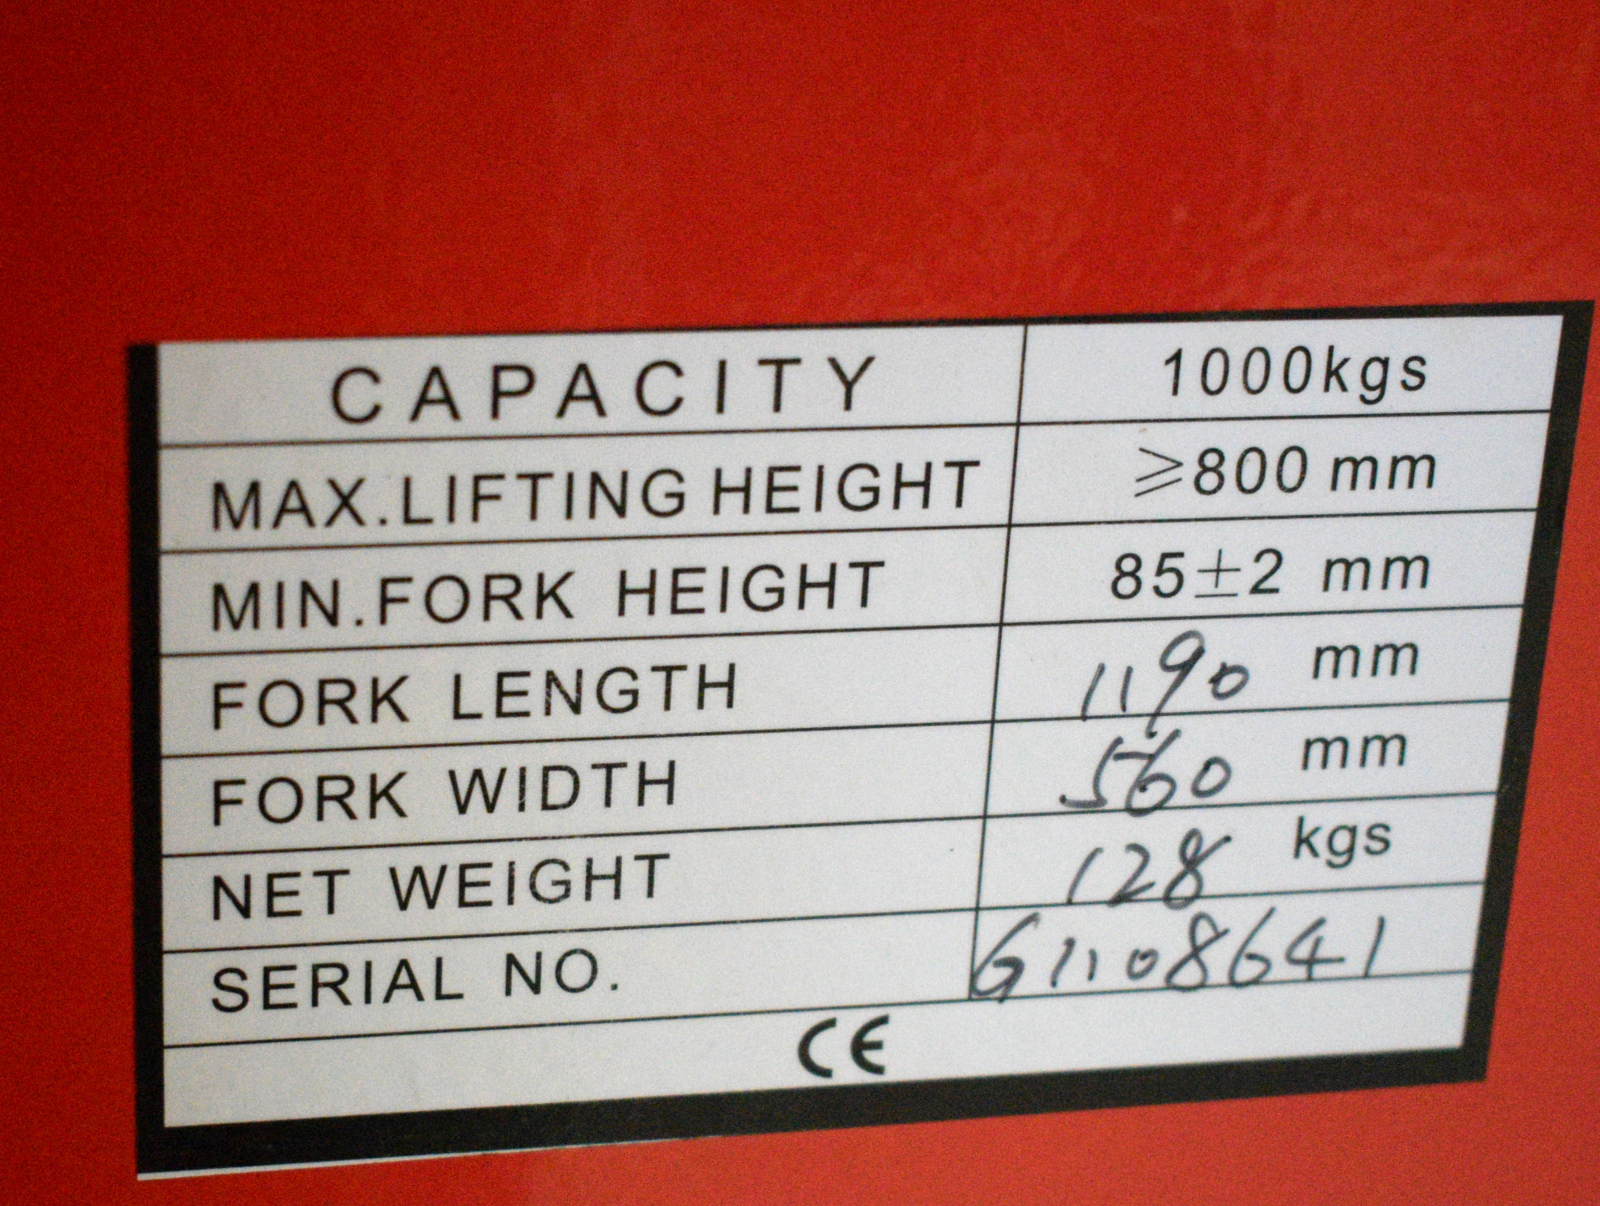 CAPACITY 1000kgs
MAX.LIFTING HEIGHT ⩾800 mm
MIN.FORK HEIGHT 85±2 mm
FORK LENGTH 1190 mm
FORK WIDTH 560 mm
NET WEIGHT 128 kgs
SERIAL NO. G1108641
CE